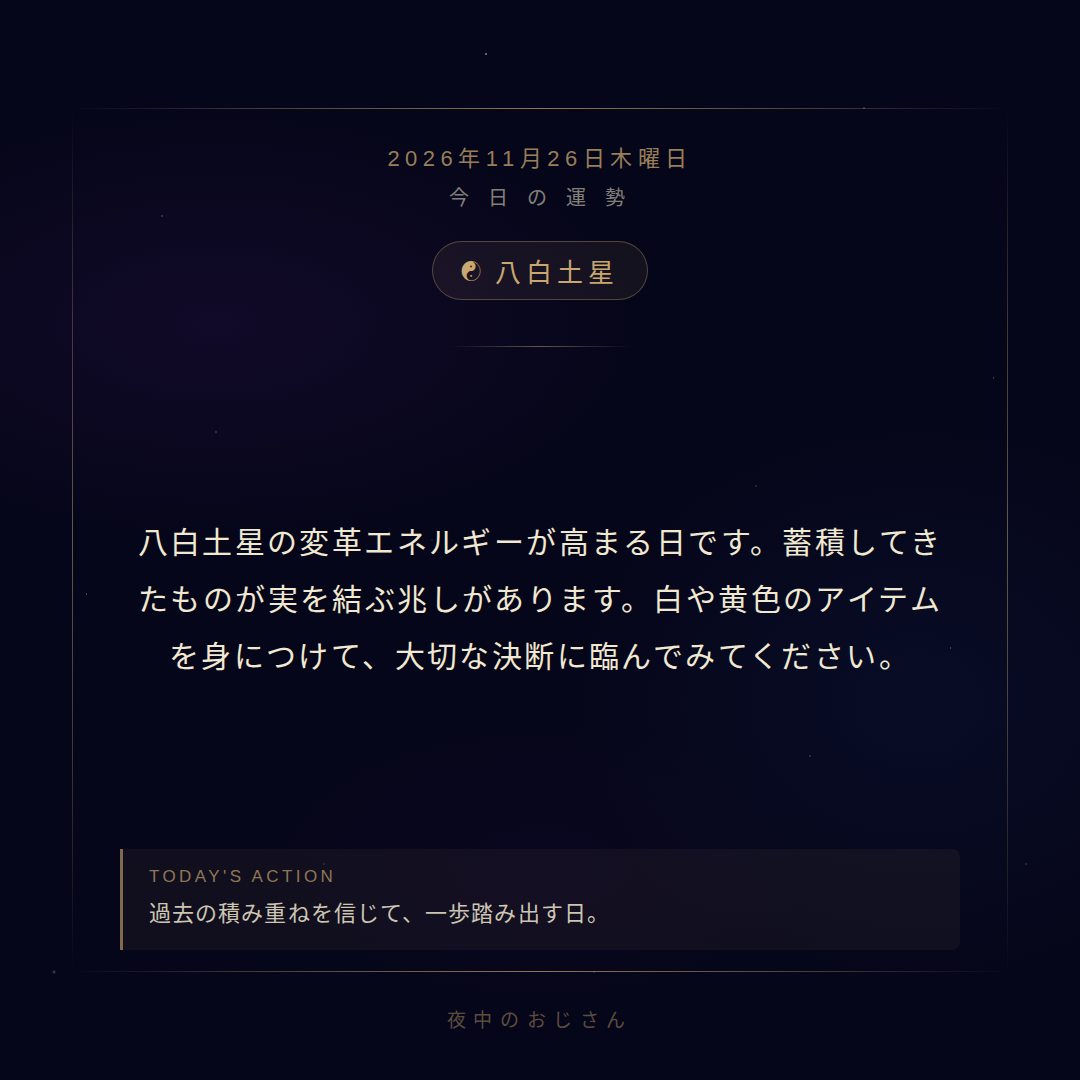 2026年11月26日木曜日
今日の運勢
☯ 八白土星
八白土星の変革エネルギーが高まる日です。蓄積してき
たものが実を結ぶ兆しがあります。白や黄色のアイテム
を身につけて、大切な決断に臨んでみてください。
TODAY'S ACTION
過去の積み重ねを信じて、一歩踏み出す日。
夜中のおじさん